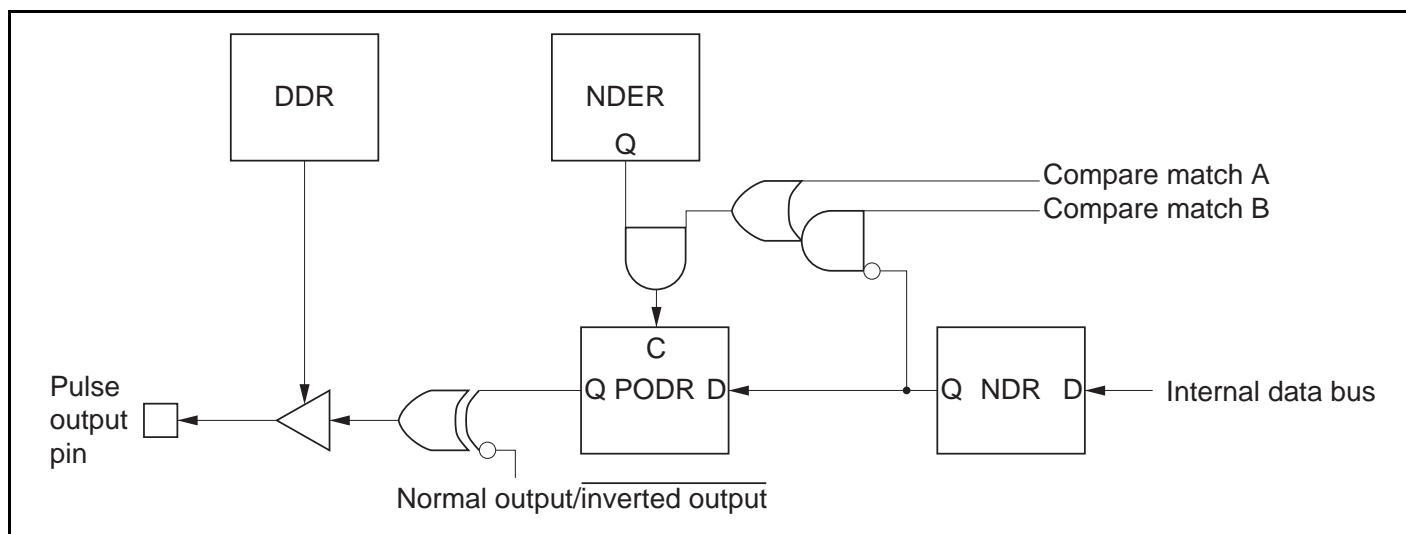 DDR
NDER
Q
Compare match A
Compare match B
C
Q PODR D
Q NDR D
Internal data bus
Pulse
output
pin
Normal output/inverted output